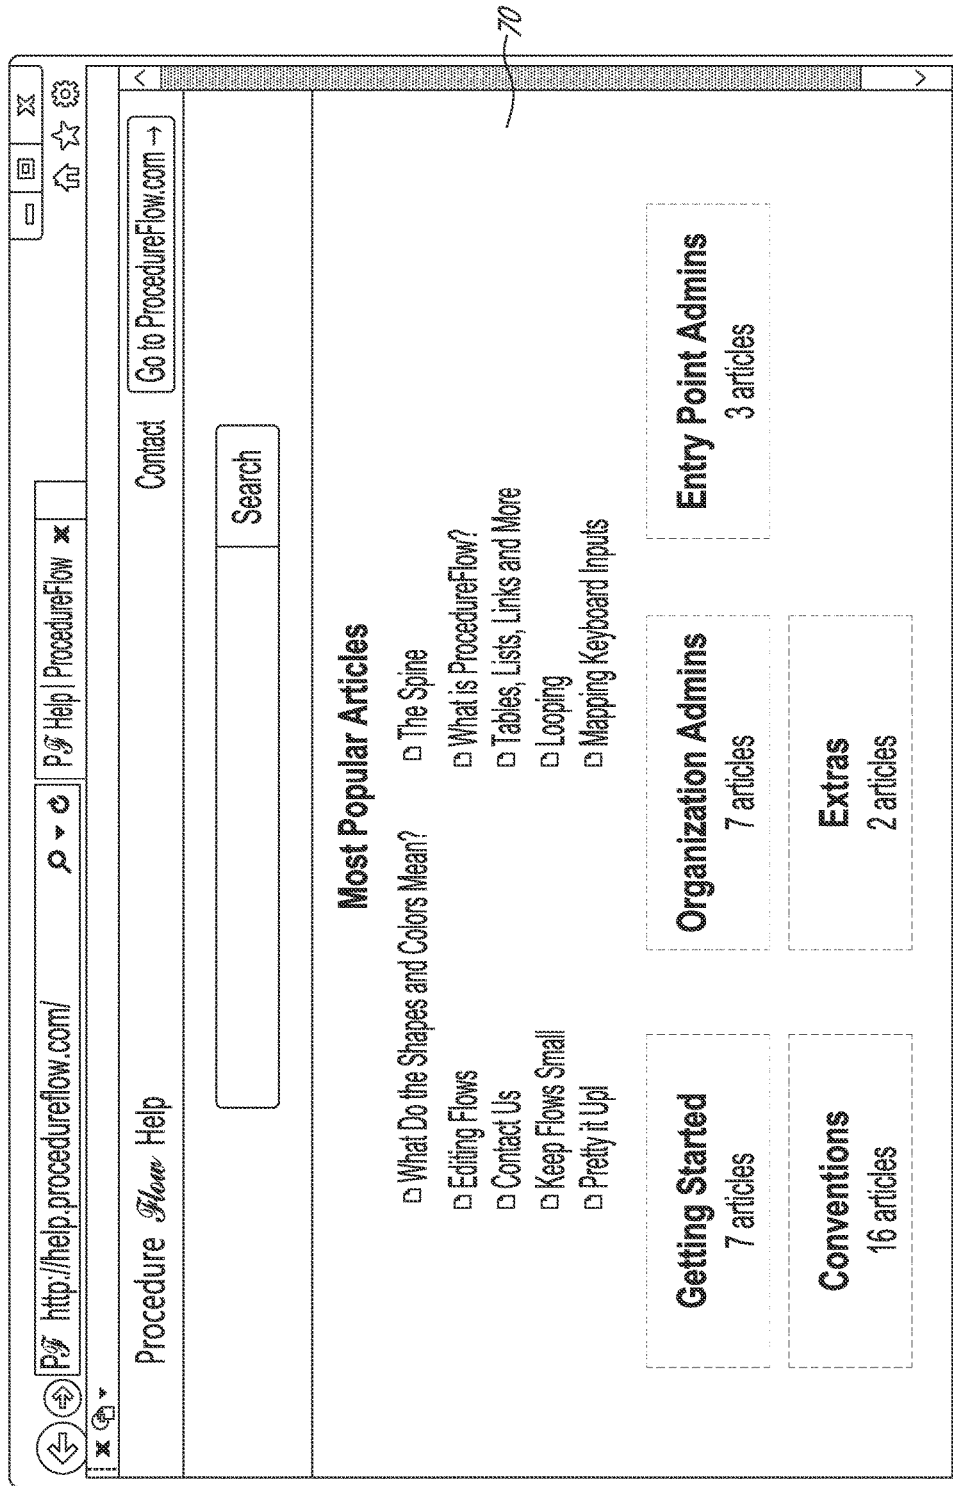 PF http://help.procedureflow.com/
PF Help | ProcedureFlow
Procedure Flow Help
Contact
Go to ProcedureFlow.com →
Search
Most Popular Articles
What Do the Shapes and Colors Mean?
Editing Flows
Contact Us
Keep Flows Small
Pretty it Up!
The Spine
What is ProcedureFlow?
Tables, Lists, Links and More
Looping
Mapping Keyboard Inputs
Getting Started
7 articles
Organization Admins
7 articles
Entry Point Admins
3 articles
Conventions
16 articles
Extras
2 articles
70